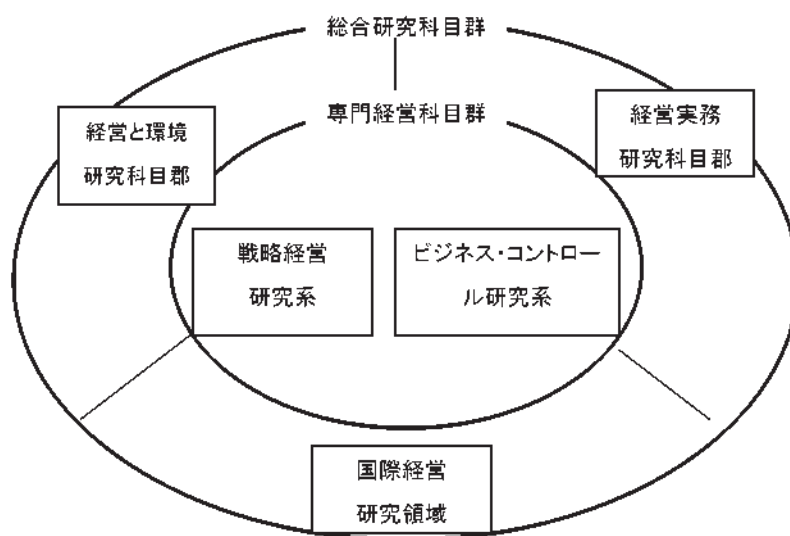 総合研究科目群
専門経営科目群
経営と環境
研究科目郡
経営実務
研究科目郡
戦略経営
研究系
ビジネス・コントロー
ル研究系
国際経営
研究領域